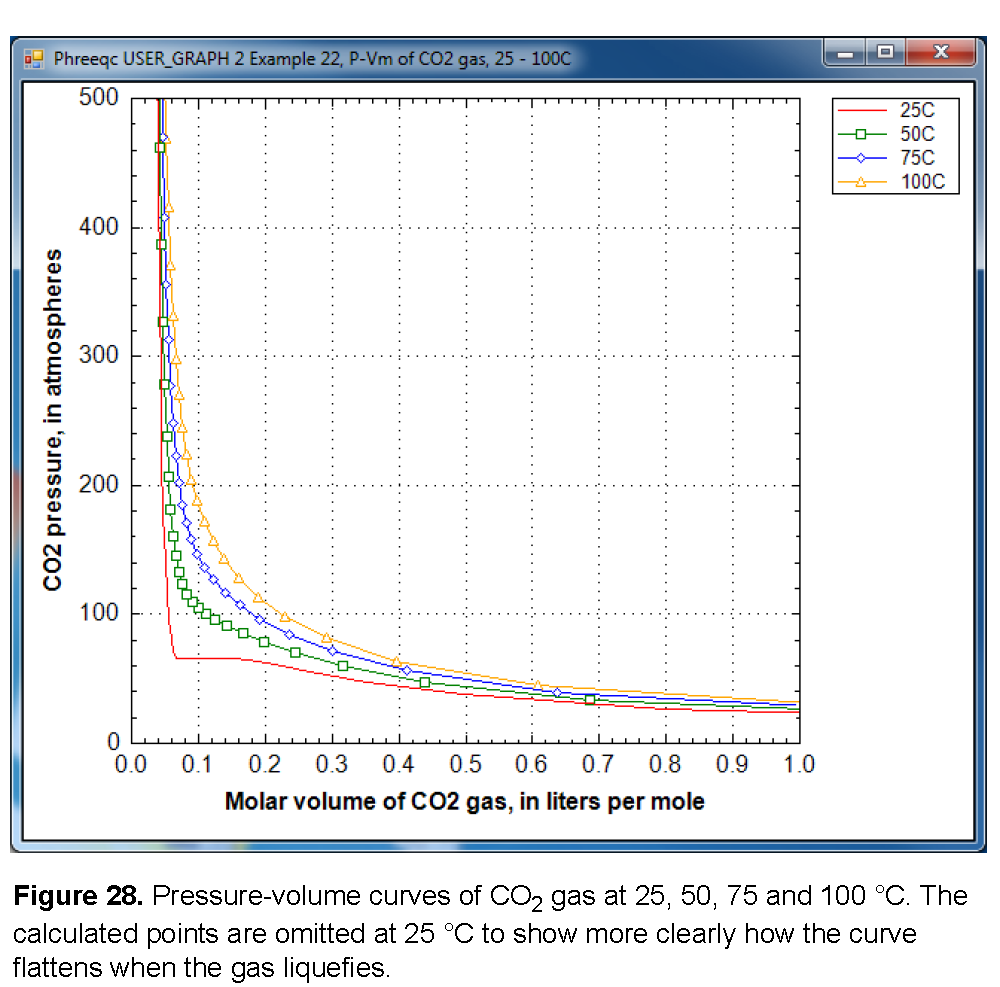 Phreeqc USER_GRAPH 2 Example 22, P-Vm of CO2 gas, 25 - 100C
500
400
300
200
100
0
CO2 pressure, in atmospheres
0.0 0.1 0.2 0.3 0.4 0.5 0.6 0.7 0.8 0.9 1.0
Molar volume of CO2 gas, in liters per mole
25C
50C
75C
100C
Figure 28. Pressure-volume curves of CO2 gas at 25, 50, 75 and 100 °C. The
calculated points are omitted at 25 °C to show more clearly how the curve
flattens when the gas liquefies.